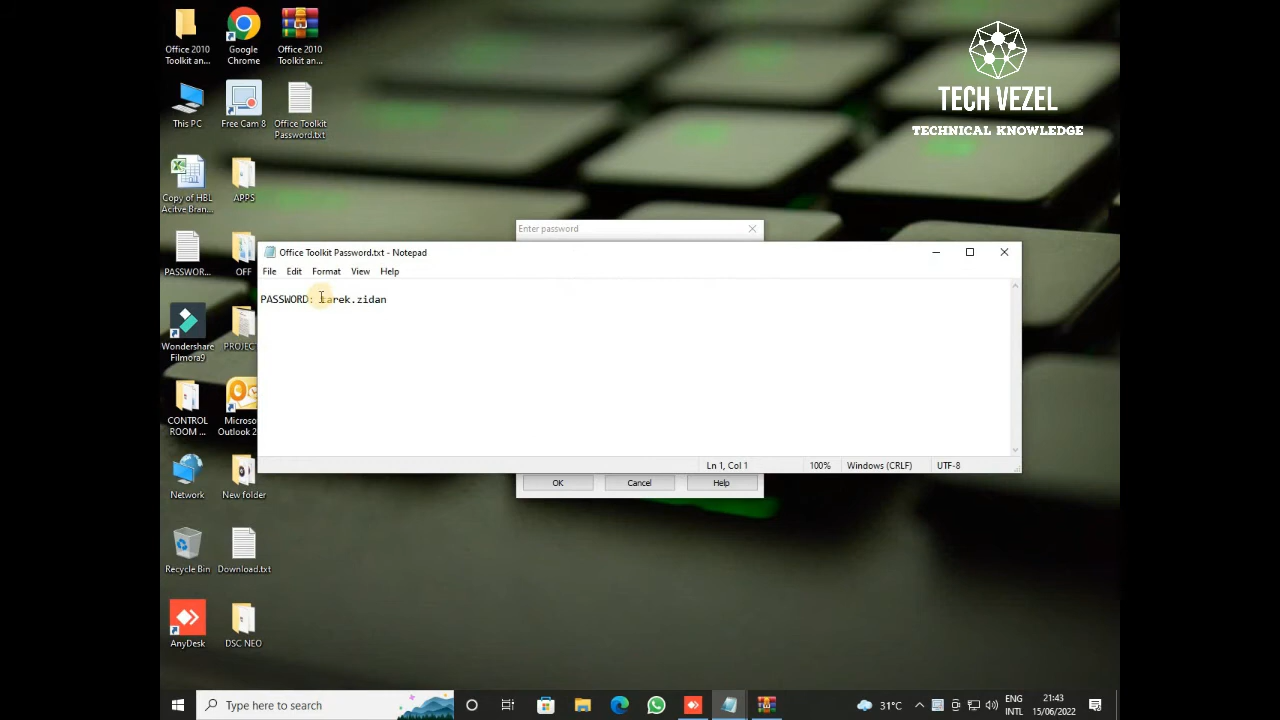 Office 2010
Toolkit an...
Google
Chrome
Office 2010
Toolkit an...
TECH VEZEL
TECHNICAL KNOWLEDGE
This PC
Free Cam 8
Office Toolkit
Password.txt
Copy of HBL
Acitve Bran...
APPS
Enter password
PASSWOR...
OFF
Office Toolkit Password.txt - Notepad
File Edit Format View Help
PASSWORD: tarek.zidan
Wondershare
Filmora9
PROJECT
CONTROL
ROOM ...
Microso
Outlook 2
Ln 1, Col 1 100% Windows (CRLF) UTF-8
OK Cancel Help
Network
New folder
Recycle Bin
Download.txt
AnyDesk
DSC NEO
Type here to search
31°C
ENG
INTL
21:43
15/06/2022